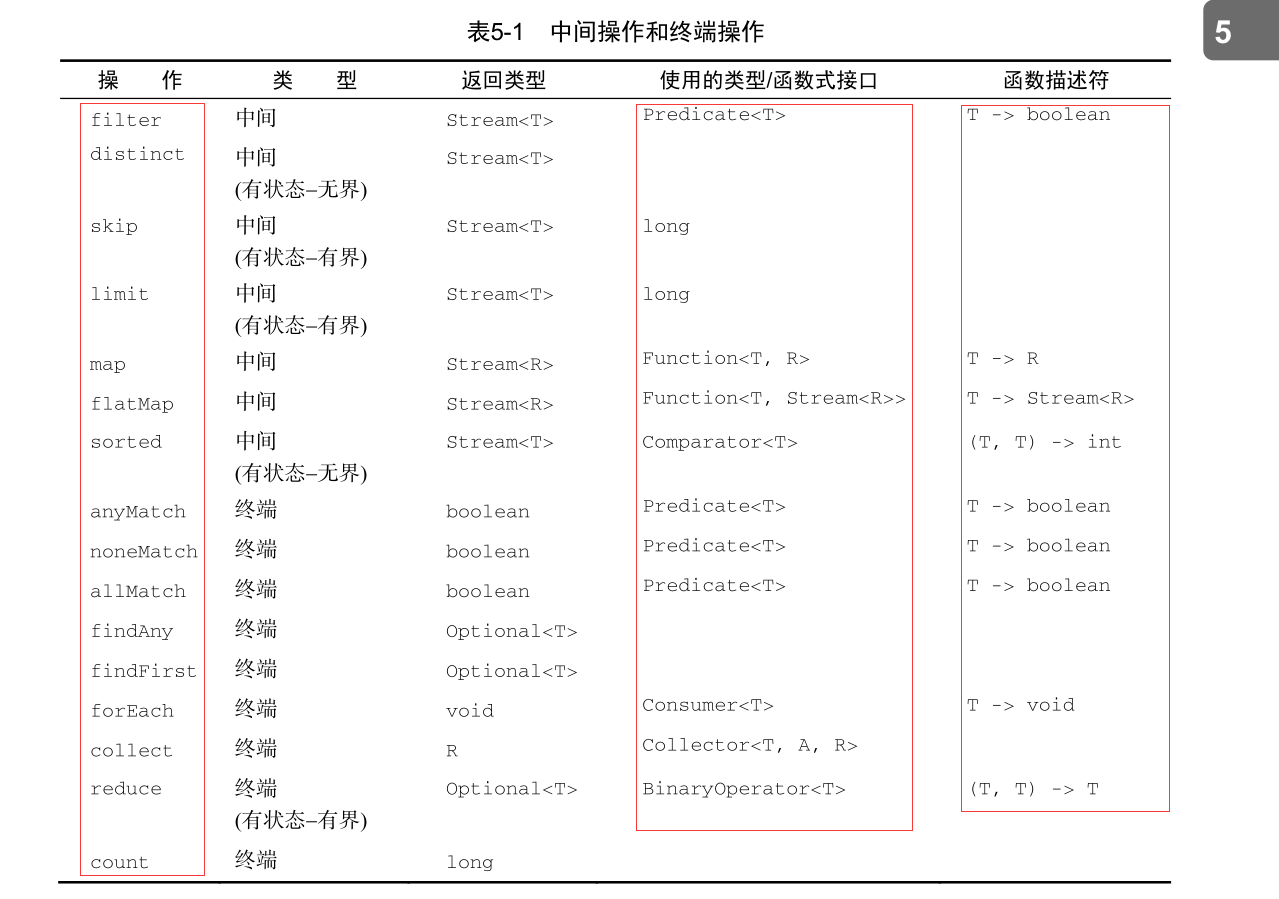 表5-1 中间操作和终端操作
5
操 作 类 型 返回类型 使用的类型/函数式接口 函数描述符
filter 中间 Stream<T> Predicate<T> T -> boolean
distinct 中间 Stream<T>
(有状态–无界)
skip 中间 Stream<T> long
(有状态–有界)
limit 中间 Stream<T> long
(有状态–有界)
map 中间 Stream<R> Function<T, R> T -> R
flatMap 中间 Stream<R> Function<T, Stream<R>> T -> Stream<R>
sorted 中间 Stream<T> Comparator<T> (T, T) -> int
(有状态–无界)
anyMatch 终端 boolean Predicate<T> T -> boolean
noneMatch 终端 boolean Predicate<T> T -> boolean
allMatch 终端 boolean Predicate<T> T -> boolean
findAny 终端 Optional<T>
findFirst 终端 Optional<T>
forEach 终端 void Consumer<T> T -> void
collect 终端 R Collector<T, A, R>
reduce 终端 Optional<T> BinaryOperator<T> (T, T) -> T
(有状态–有界)
count 终端 long